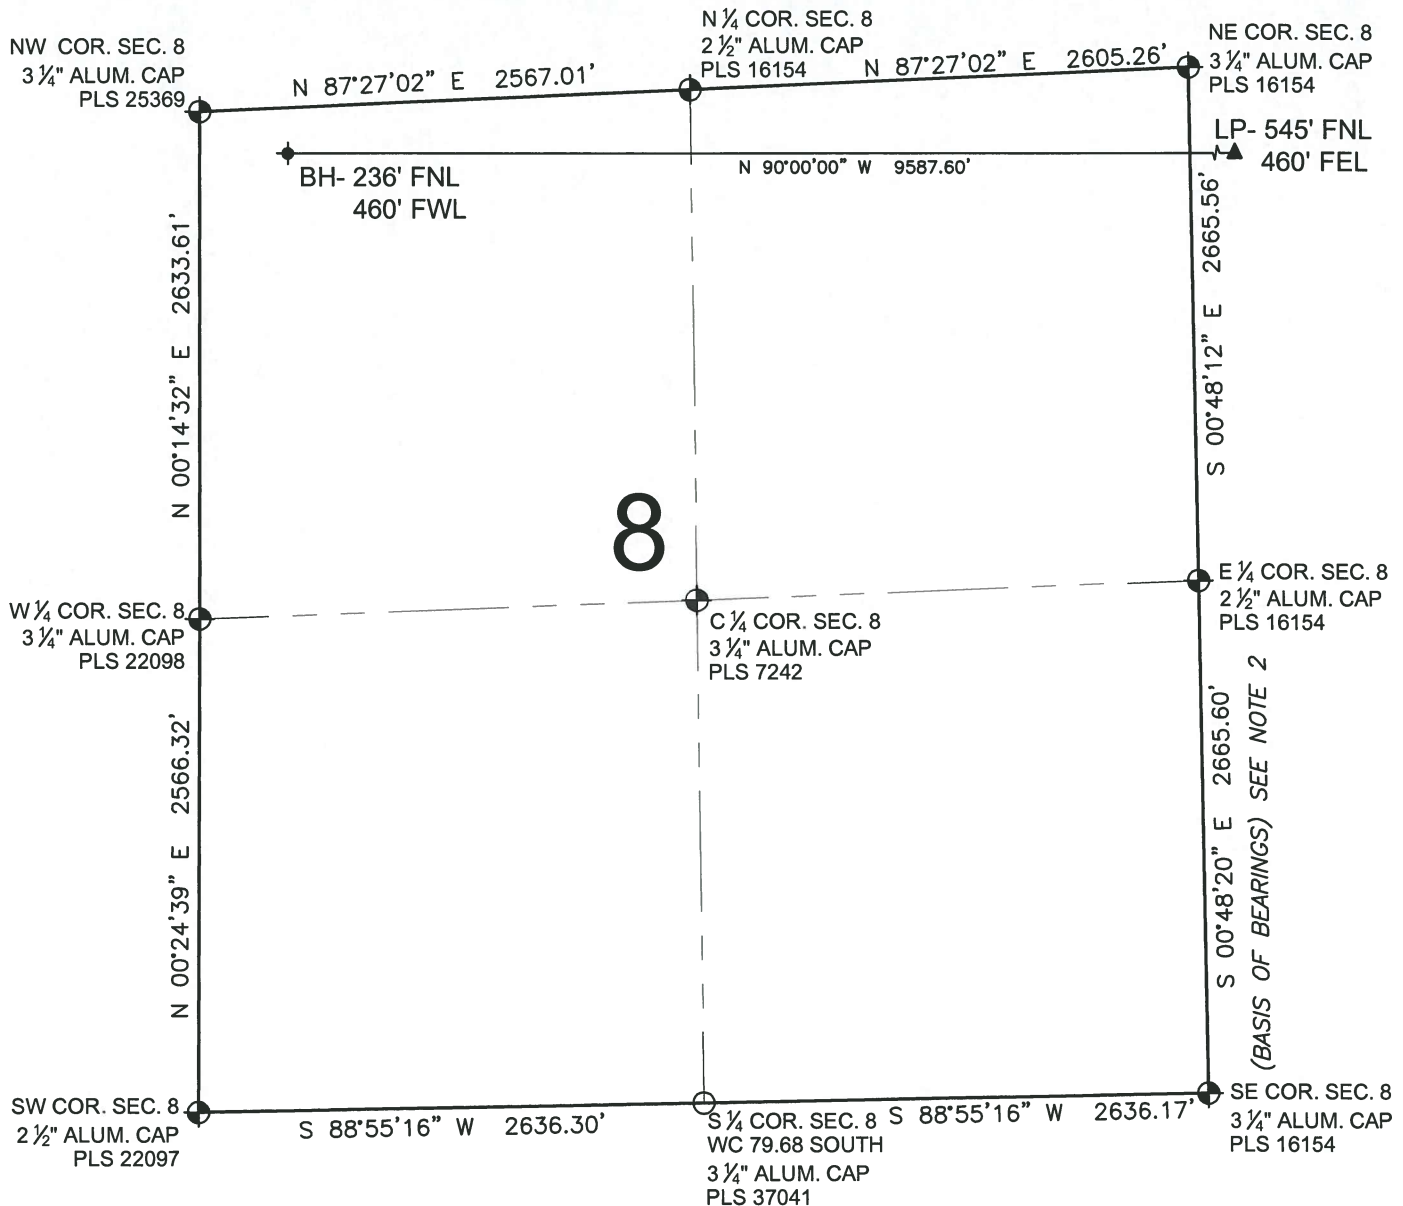 NW COR. SEC. 8
3 ¼" ALUM. CAP
PLS 25369
N 87°27'02" E 2567.01'
N ¼ COR. SEC. 8
2 ½" ALUM. CAP
PLS 16154
N 87°27'02" E 2605.26'
NE COR. SEC. 8
3 ¼" ALUM. CAP
PLS 16154
LP- 545' FNL
460' FEL
BH- 236' FNL
460' FWL
N 90°00'00" W 9587.60'
N 00°14'32" E 2633.61'
S 00°48'12" E 2665.56'
8
W ¼ COR. SEC. 8
3 ¼" ALUM. CAP
PLS 22098
C ¼ COR. SEC. 8
3 ¼" ALUM. CAP
PLS 7242
E ¼ COR. SEC. 8
2 ½" ALUM. CAP
PLS 16154
N 00°24'39" E 2566.32'
S 00°48'20" E 2665.60'
(BASIS OF BEARINGS) SEE NOTE 2
SW COR. SEC. 8
2 ½" ALUM. CAP
PLS 22097
S 88°55'16" W 2636.30'
S ¼ COR. SEC. 8
WC 79.68 SOUTH
3 ¼" ALUM. CAP
PLS 37041
S 88°55'16" W 2636.17'
SE COR. SEC. 8
3 ¼" ALUM. CAP
PLS 16154